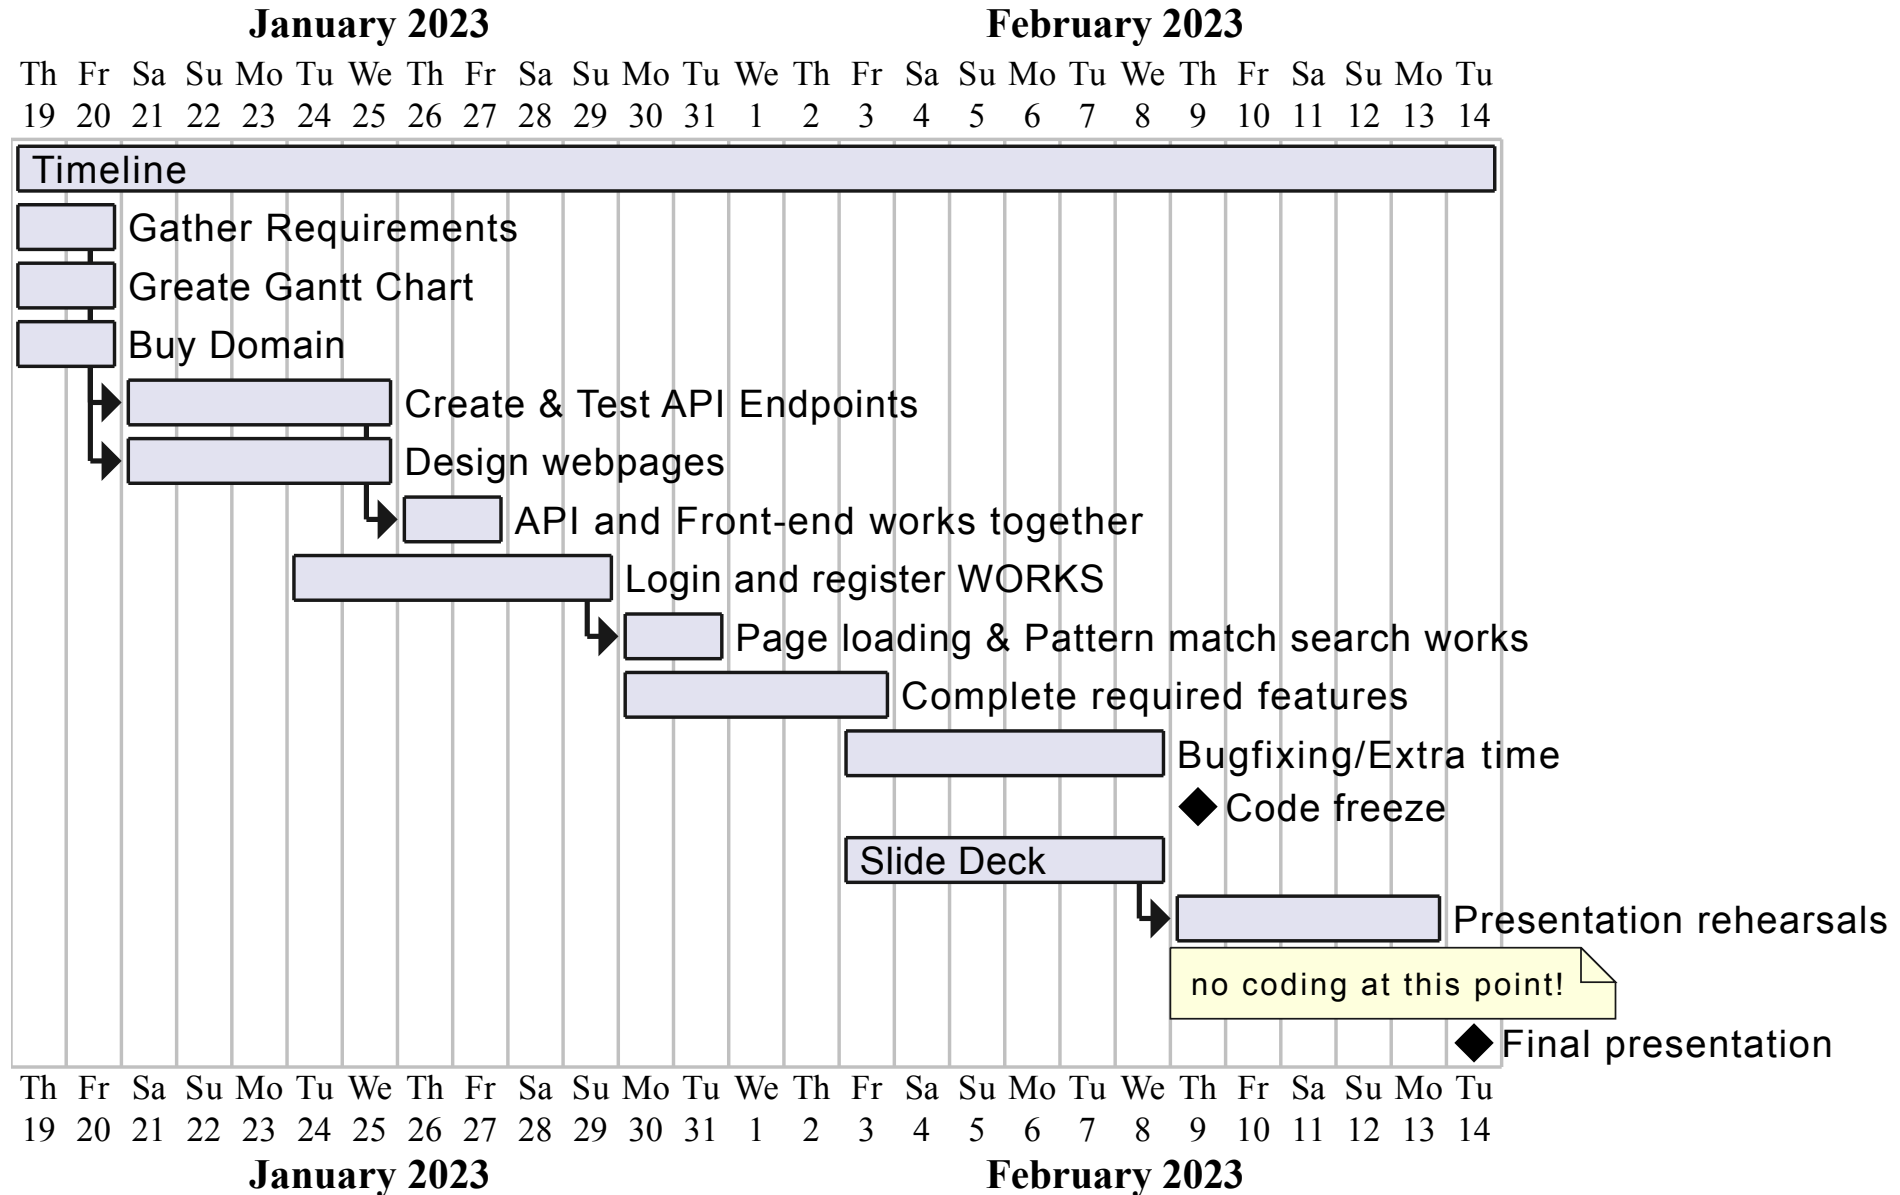 January 2023 February 2023
Th Fr Sa Su Mo Tu We Th Fr Sa Su Mo Tu We Th Fr Sa Su Mo Tu We Th Fr Sa Su Mo Tu
19 20 21 22 23 24 25 26 27 28 29 30 31 1 2 3 4 5 6 7 8 9 10 11 12 13 14
Timeline
Gather Requirements
Greate Gantt Chart
Buy Domain
Create & Test API Endpoints
Design webpages
API and Front-end works together
Login and register WORKS
Page loading & Pattern match search works
Complete required features
Bugfixing/Extra time
Code freeze
Slide Deck
Presentation rehearsals
no coding at this point!
Final presentation
Th Fr Sa Su Mo Tu We Th Fr Sa Su Mo Tu We Th Fr Sa Su Mo Tu We Th Fr Sa Su Mo Tu
19 20 21 22 23 24 25 26 27 28 29 30 31 1 2 3 4 5 6 7 8 9 10 11 12 13 14
January 2023 February 2023